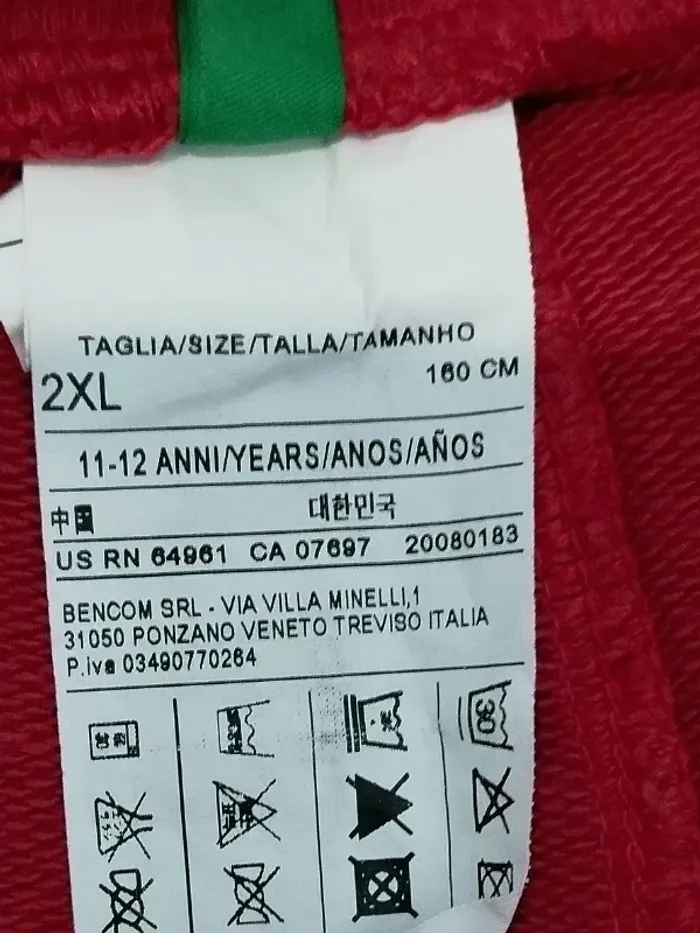 TAGLIA/SIZE/TALLA/TAMANHO
2XL 160 CM
11-12 ANNI/YEARS/ANOS/AÑOS
中国 대한민국
US RN 64961 CA 07697 20080183
BENCOM SRL - VIA VILLA MINELLI,1
31050 PONZANO VENETO TREVISO ITALIA
P.iva 03490770264
30